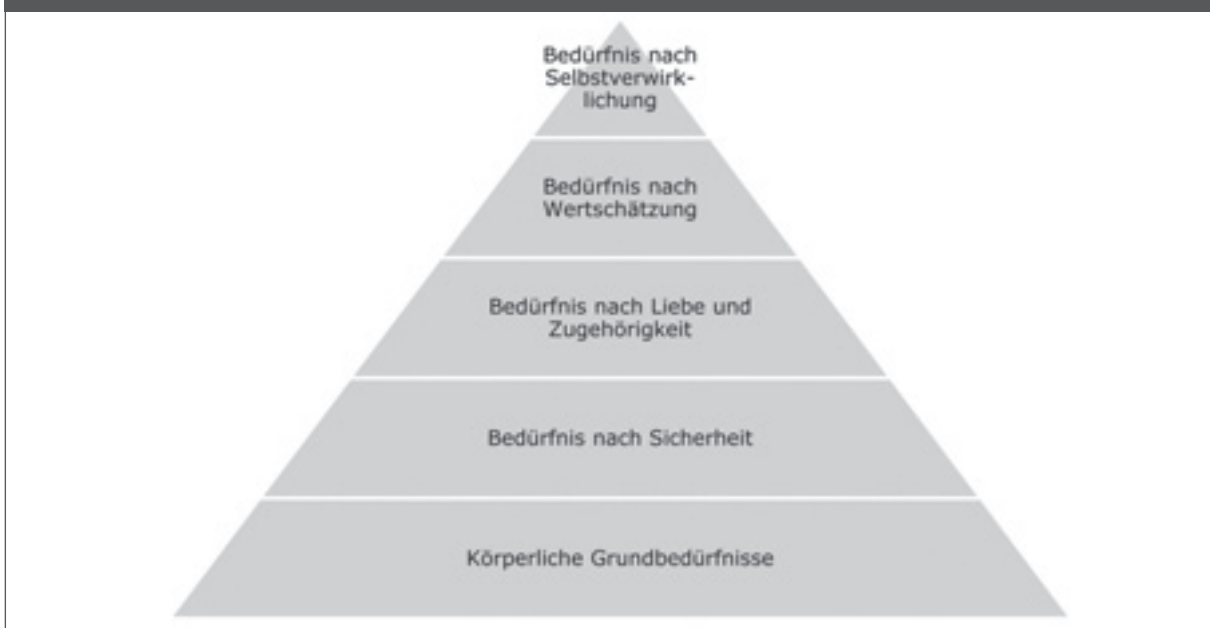 Bedürfnis nach
Selbstverwirk-
lichung
Bedürfnis nach
Wertschätzung
Bedürfnis nach Liebe und
Zugehörigkeit
Bedürfnis nach Sicherheit
Körperliche Grundbedürfnisse